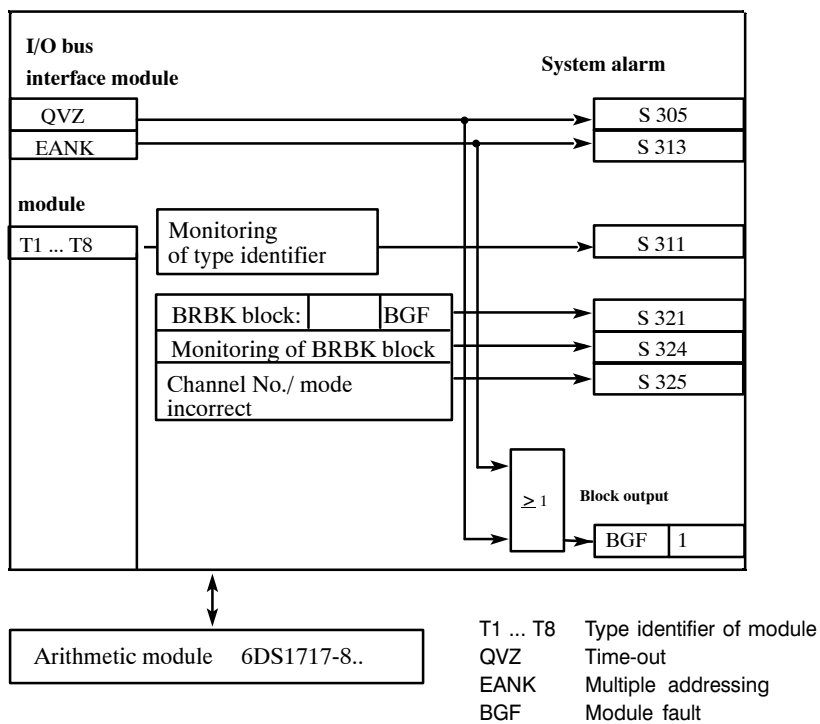 I/O bus
interface module
System alarm
QVZ
S 305
EANK
S 313
module
T1 ... T8
Monitoring
of type identifier
S 311
BRBK block:
BGF
S 321
Monitoring of BRBK block
S 324
Channel No./ mode
incorrect
S 325
≥ 1
Block output
BGF
1
Arithmetic module 6DS1717-8..
T1 ... T8 Type identifier of module
QVZ Time-out
EANK Multiple addressing
BGF Module fault